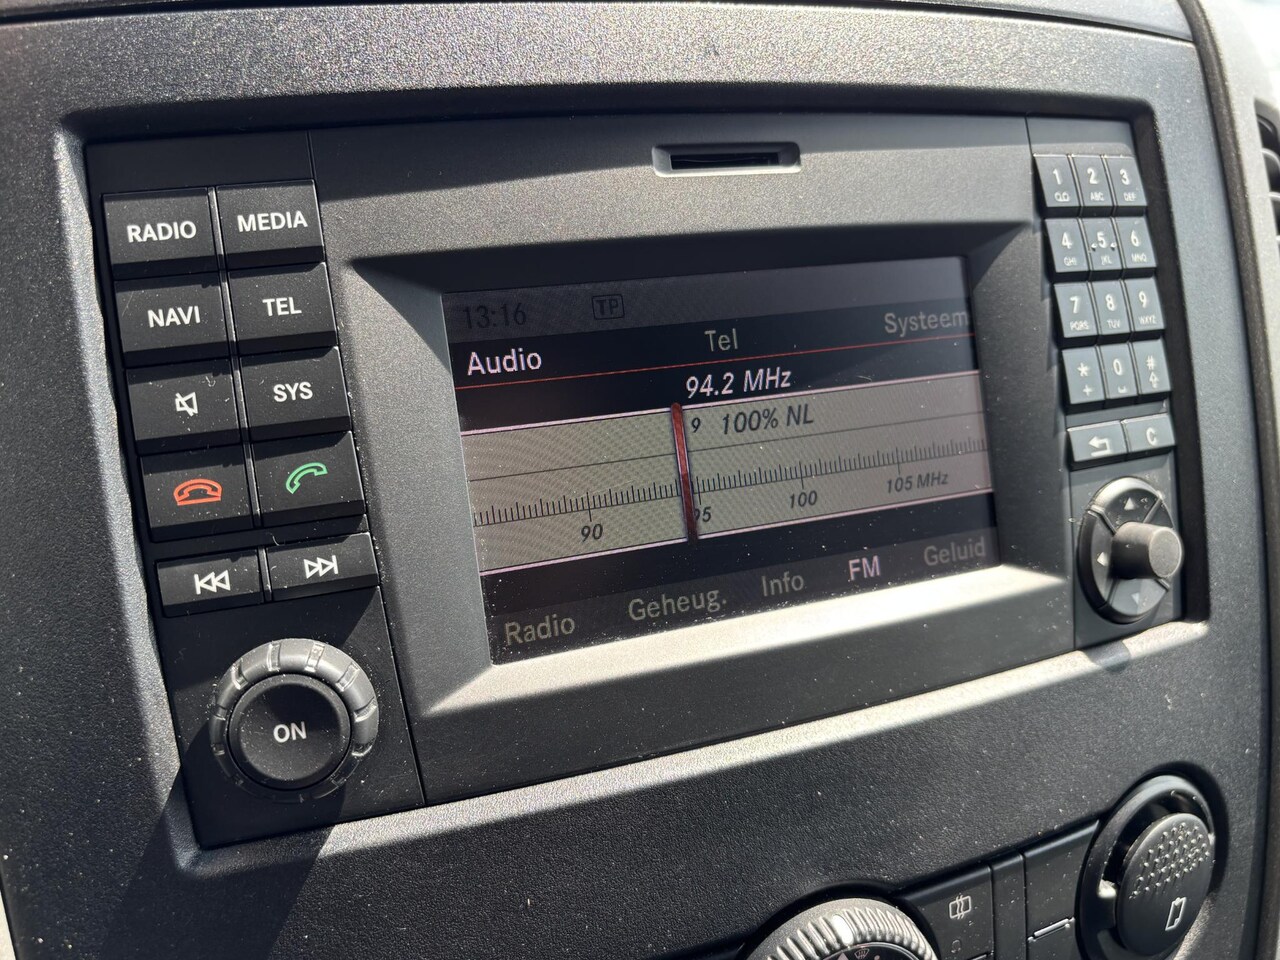 RADIO MEDIA
NAVI TEL
SYS
ON
13:16 TP
Audio Tel Systeem
94.2 MHz
9 100% NL
90 95 100 105 MHz
Radio Geheug. Info FM Geluid
1 2 ABC 3 DEF
4 GHI 5 JKL 6 MNO
7 PQRS 8 TUV 9 WXYZ
* + 0 #
C